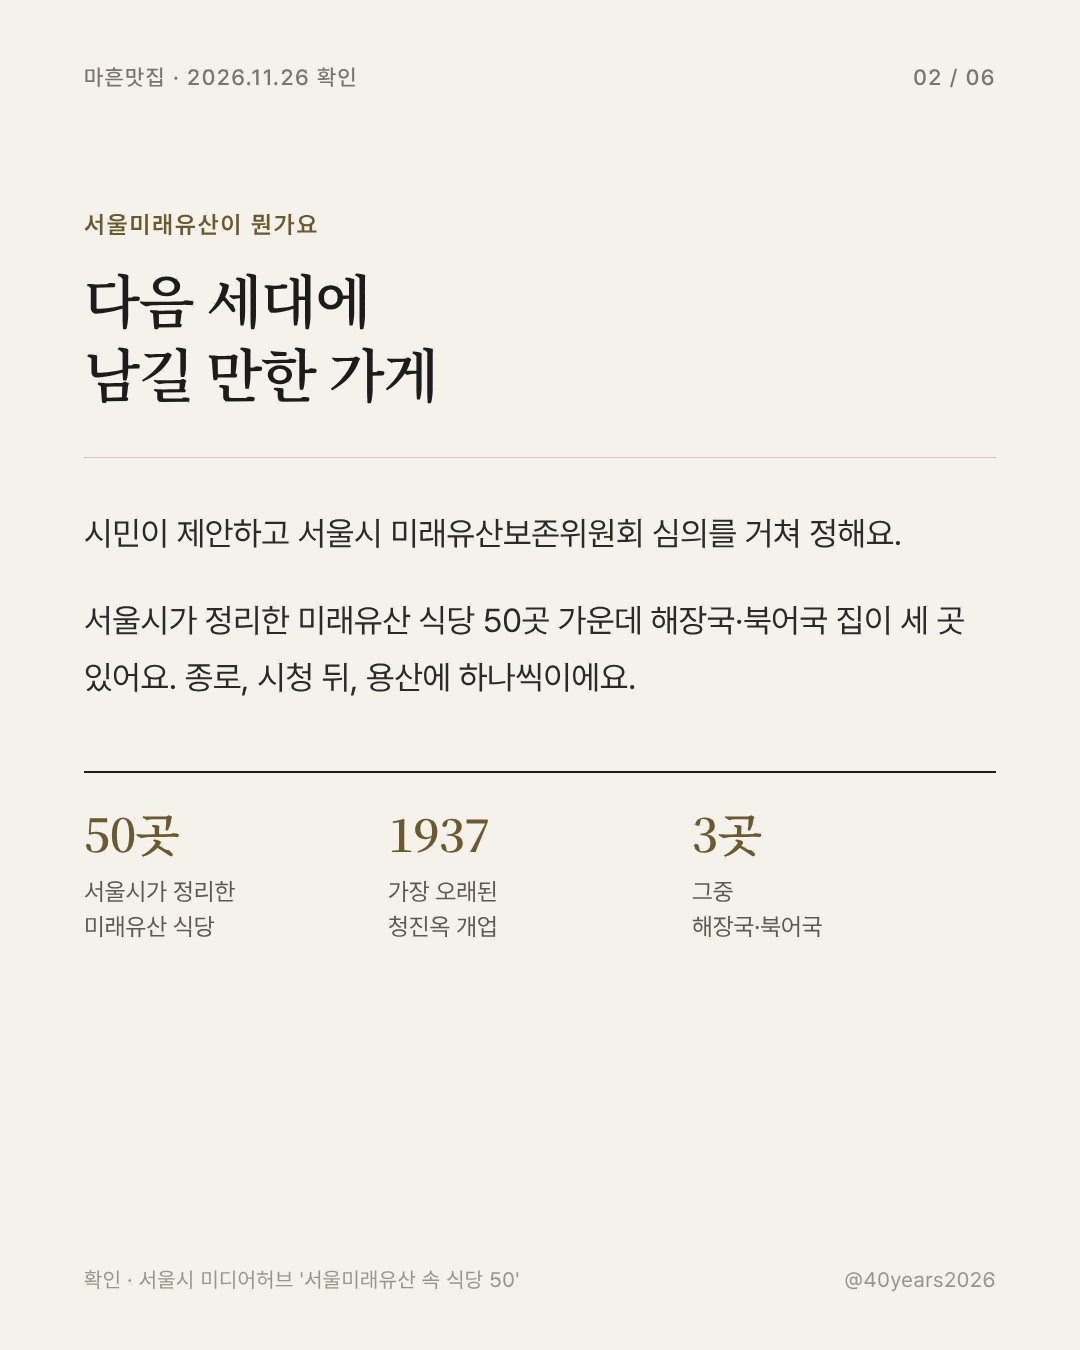 마흔맛집 · 2026.11.26 확인
02 / 06
서울미래유산이 뭔가요
다음 세대에
남길 만한 가게
시민이 제안하고 서울시 미래유산보존위원회 심의를 거쳐 정해요.
서울시가 정리한 미래유산 식당 50곳 가운데 해장국·북어국 집이 세 곳
있어요. 종로, 시청 뒤, 용산에 하나씩이에요.
50곳
서울시가 정리한
미래유산 식당
1937
가장 오래된
청진옥 개업
3곳
그중
해장국·북어국
확인 · 서울시 미디어허브 '서울미래유산 속 식당 50'
@40years2026